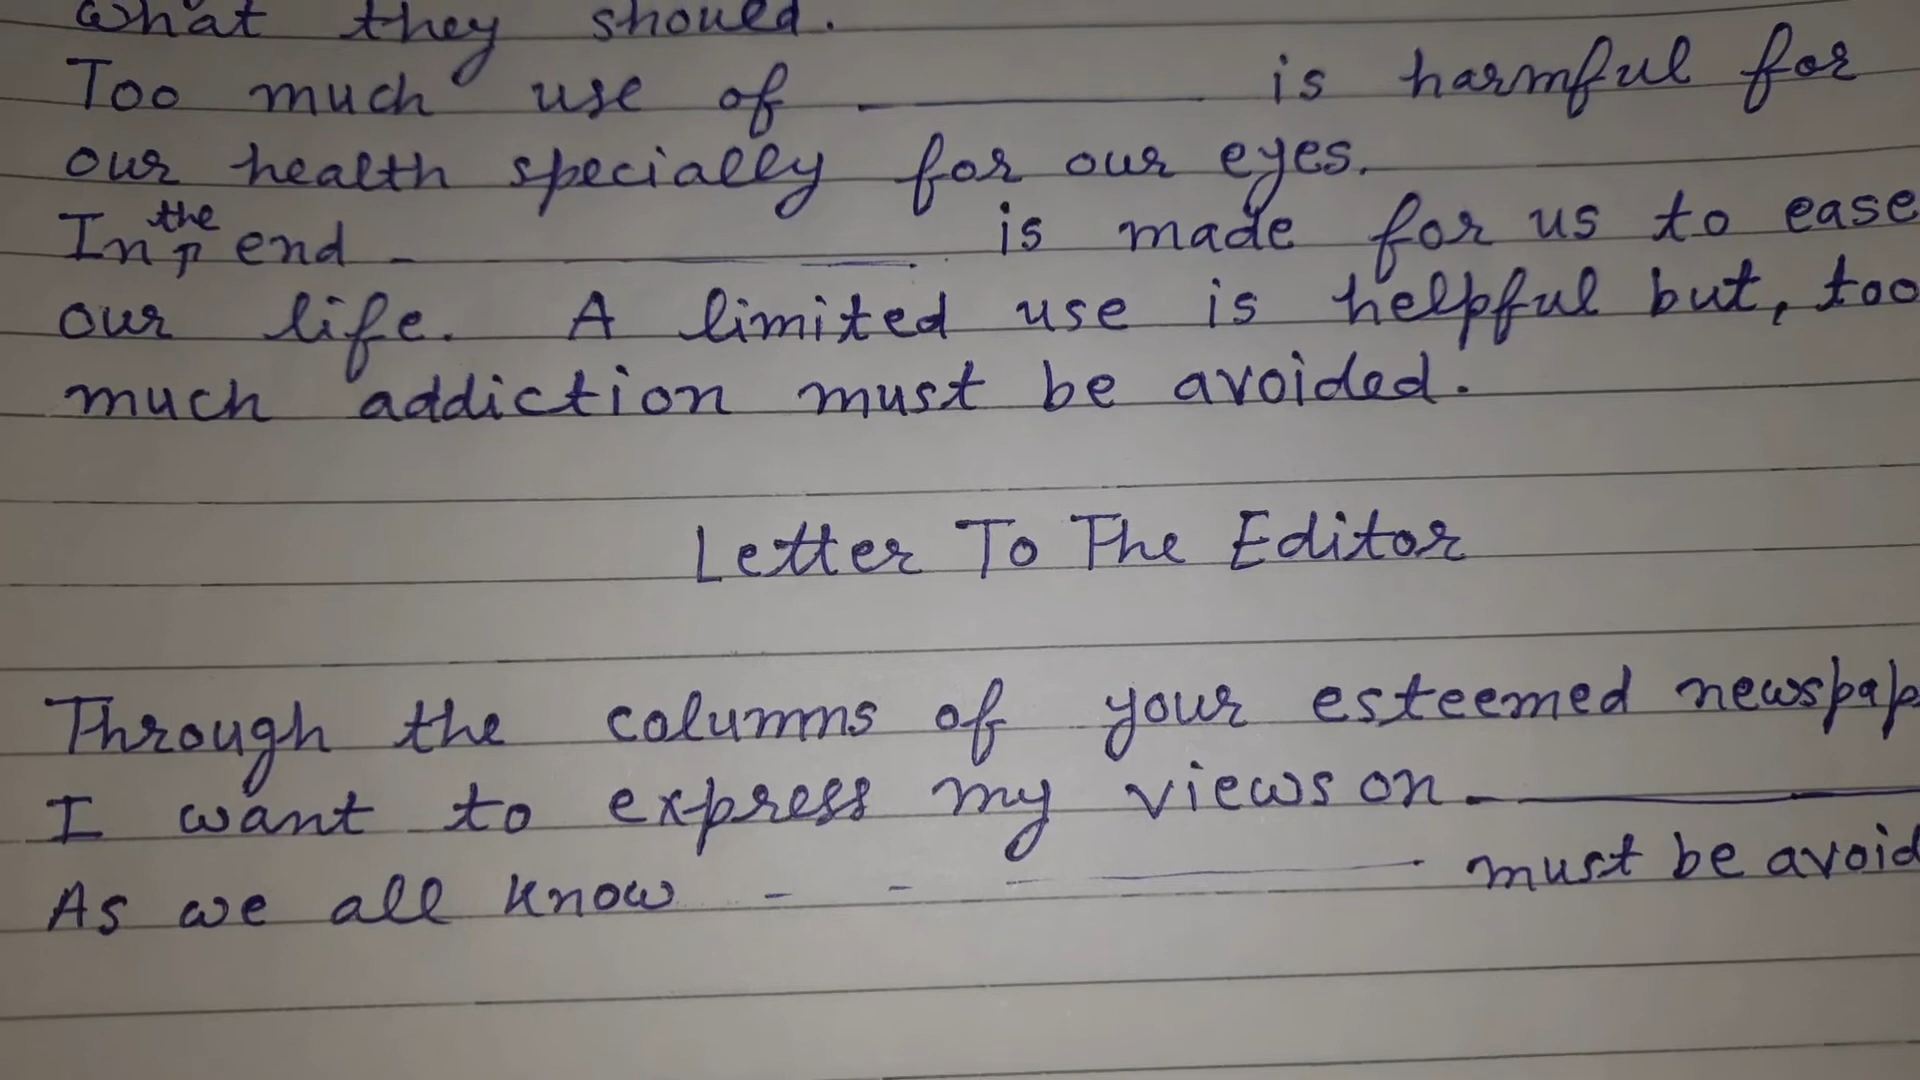 what they should.
Too much use of ________ is harmful for
our health specially for our eyes.
In the end ________ is made for us to ease
our life. A limited use is helpful but, too
much addiction must be avoided.
Letter To The Editor
Through the columns of your esteemed newspap
I want to express my views on ________
As we all know ________ must be avoid